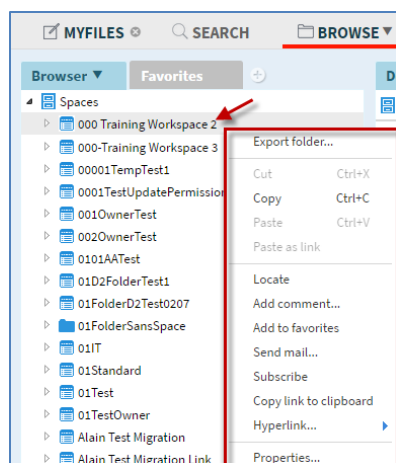 MYFILES
SEARCH
BROWSE
Browser
Favorites
D
Spaces
000 Training Workspace 2
000-Training Workspace 3
00001TempTest1
0001TestUpdatePermission
001OwnerTest
002OwnerTest
0101AATest
01D2FolderTest1
01FolderD2Test0207
01FolderSansSpace
01IT
01Standard
01Test
01TestOwner
Alain Test Migration
Alain Test Migration Link
Export folder...
Cut Ctrl+X
Copy Ctrl+C
Paste Ctrl+V
Paste as link
Locate
Add comment...
Add to favorites
Send mail...
Subscribe
Copy link to clipboard
Hyperlink...
Properties...